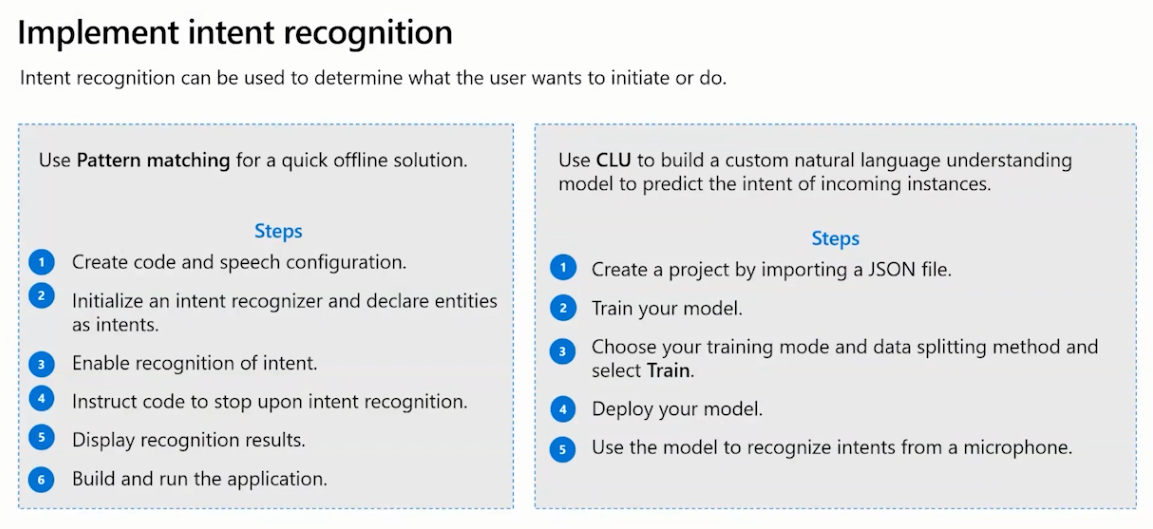 Implement intent recognition
Intent recognition can be used to determine what the user wants to initiate or do.
Use Pattern matching for a quick offline solution.
Steps
1 Create code and speech configuration.
2 Initialize an intent recognizer and declare entities
as intents.
3 Enable recognition of intent.
4 Instruct code to stop upon intent recognition.
5 Display recognition results.
6 Build and run the application.
Use CLU to build a custom natural language understanding
model to predict the intent of incoming instances.
Steps
1 Create a project by importing a JSON file.
2 Train your model.
3 Choose your training mode and data splitting method and
select Train.
4 Deploy your model.
5 Use the model to recognize intents from a microphone.